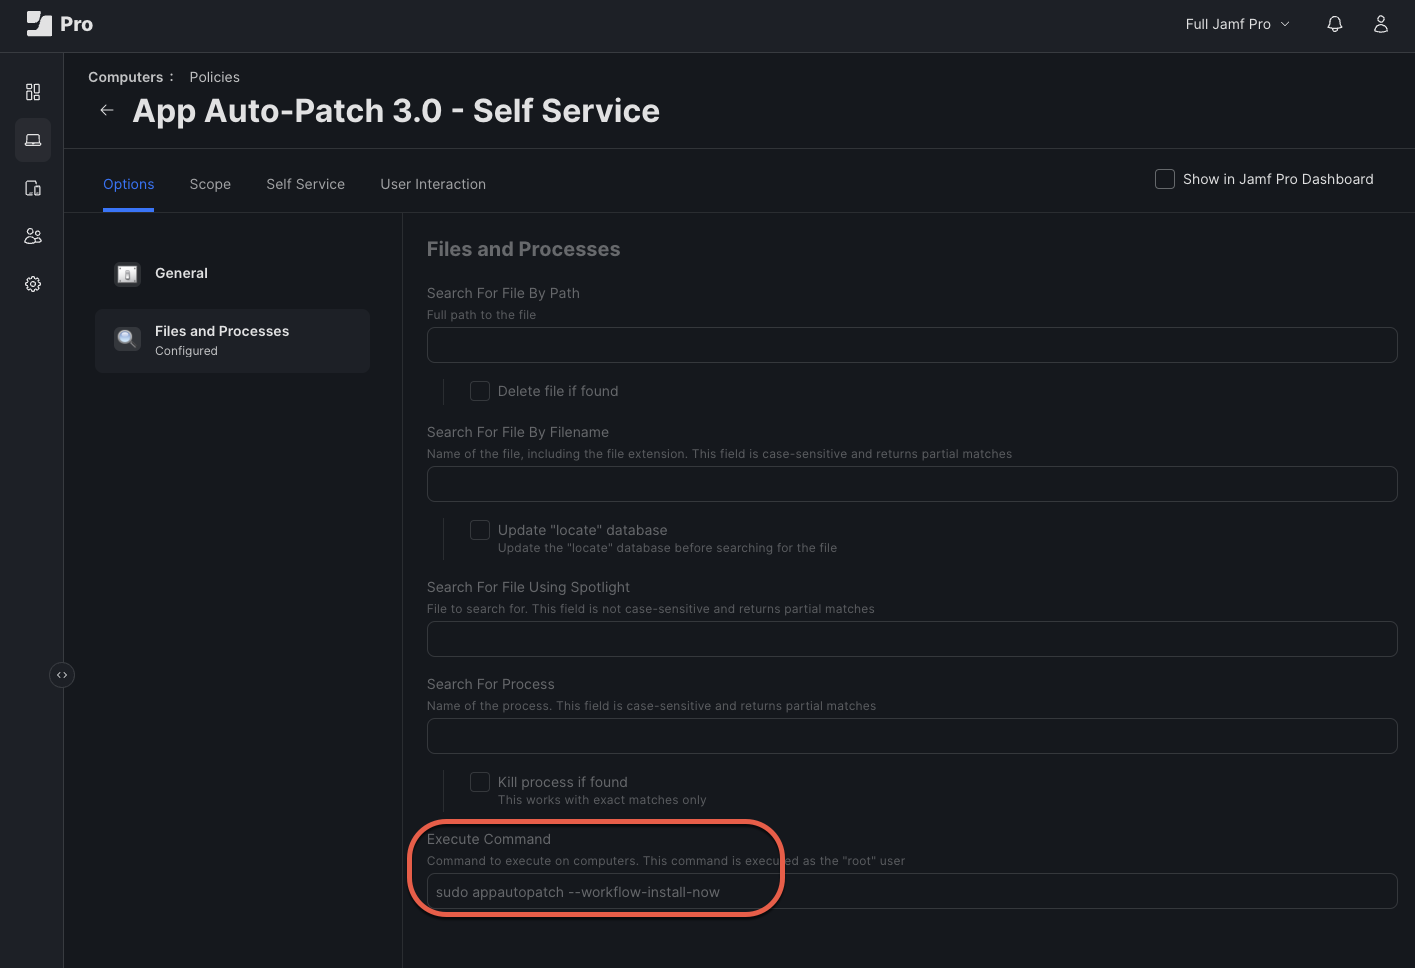 Pro
Full Jamf Pro
Computers : Policies
App Auto-Patch 3.0 - Self Service
Options Scope Self Service User Interaction
Show in Jamf Pro Dashboard
General
Files and Processes
Configured
Files and Processes
Search For File By Path
Full path to the file
Delete file if found
Search For File By Filename
Name of the file, including the file extension. This field is case-sensitive and returns partial matches
Update "locate" database
Update the "locate" database before searching for the file
Search For File Using Spotlight
File to search for. This field is not case-sensitive and returns partial matches
Search For Process
Name of the process. This field is case-sensitive and returns partial matches
Kill process if found
This works with exact matches only
Execute Command
Command to execute on computers. This command is executed as the "root" user
sudo appautopatch --workflow-install-now